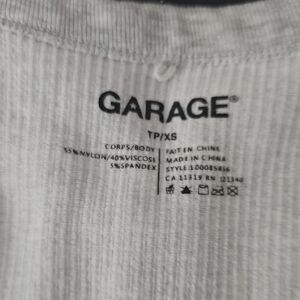 GARAGE®
TP/XS
CORPS/BODY
55%NYLON/40%VISCOSE
5%SPANDEX
FAIT EN CHINE
MADE IN CHINA
STYLE 100085856
CA 11319 RN 121340